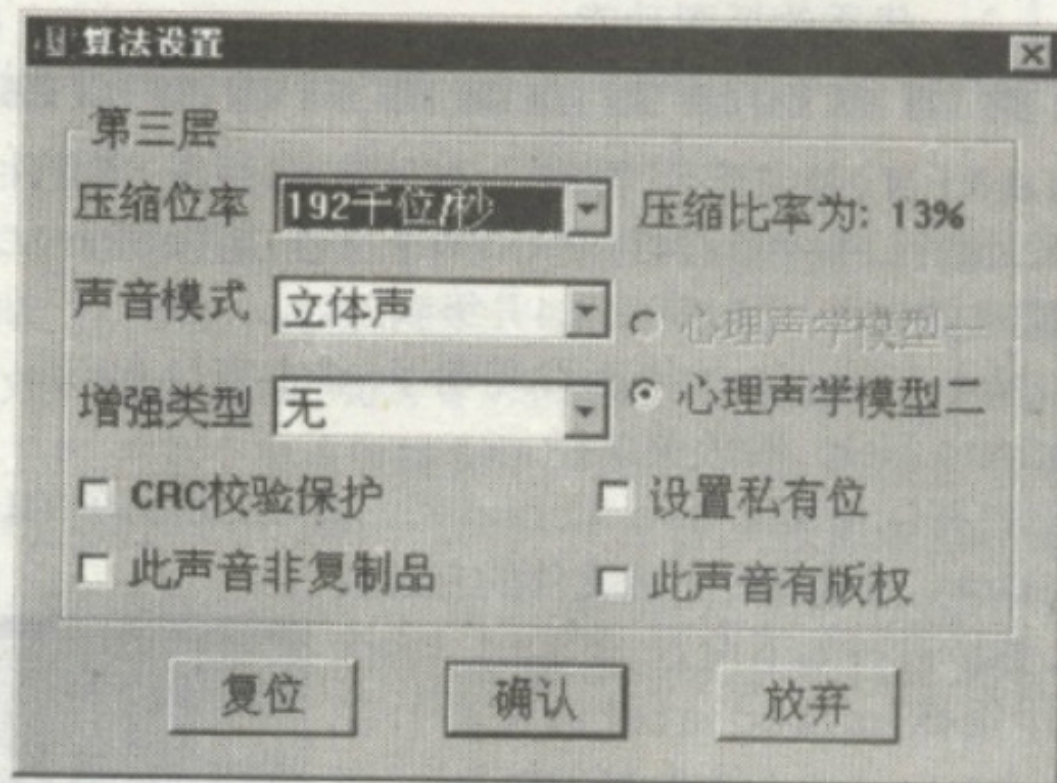 算法设置
第三层
压缩位率 192千位/秒 压缩比率为: 13%
声音模式 立体声
心理声学模型一
增强类型 无 心理声学模型二
CRC校验保护 设置私有位
此声音非复制品 此声音有版权
复位 确认 放弃